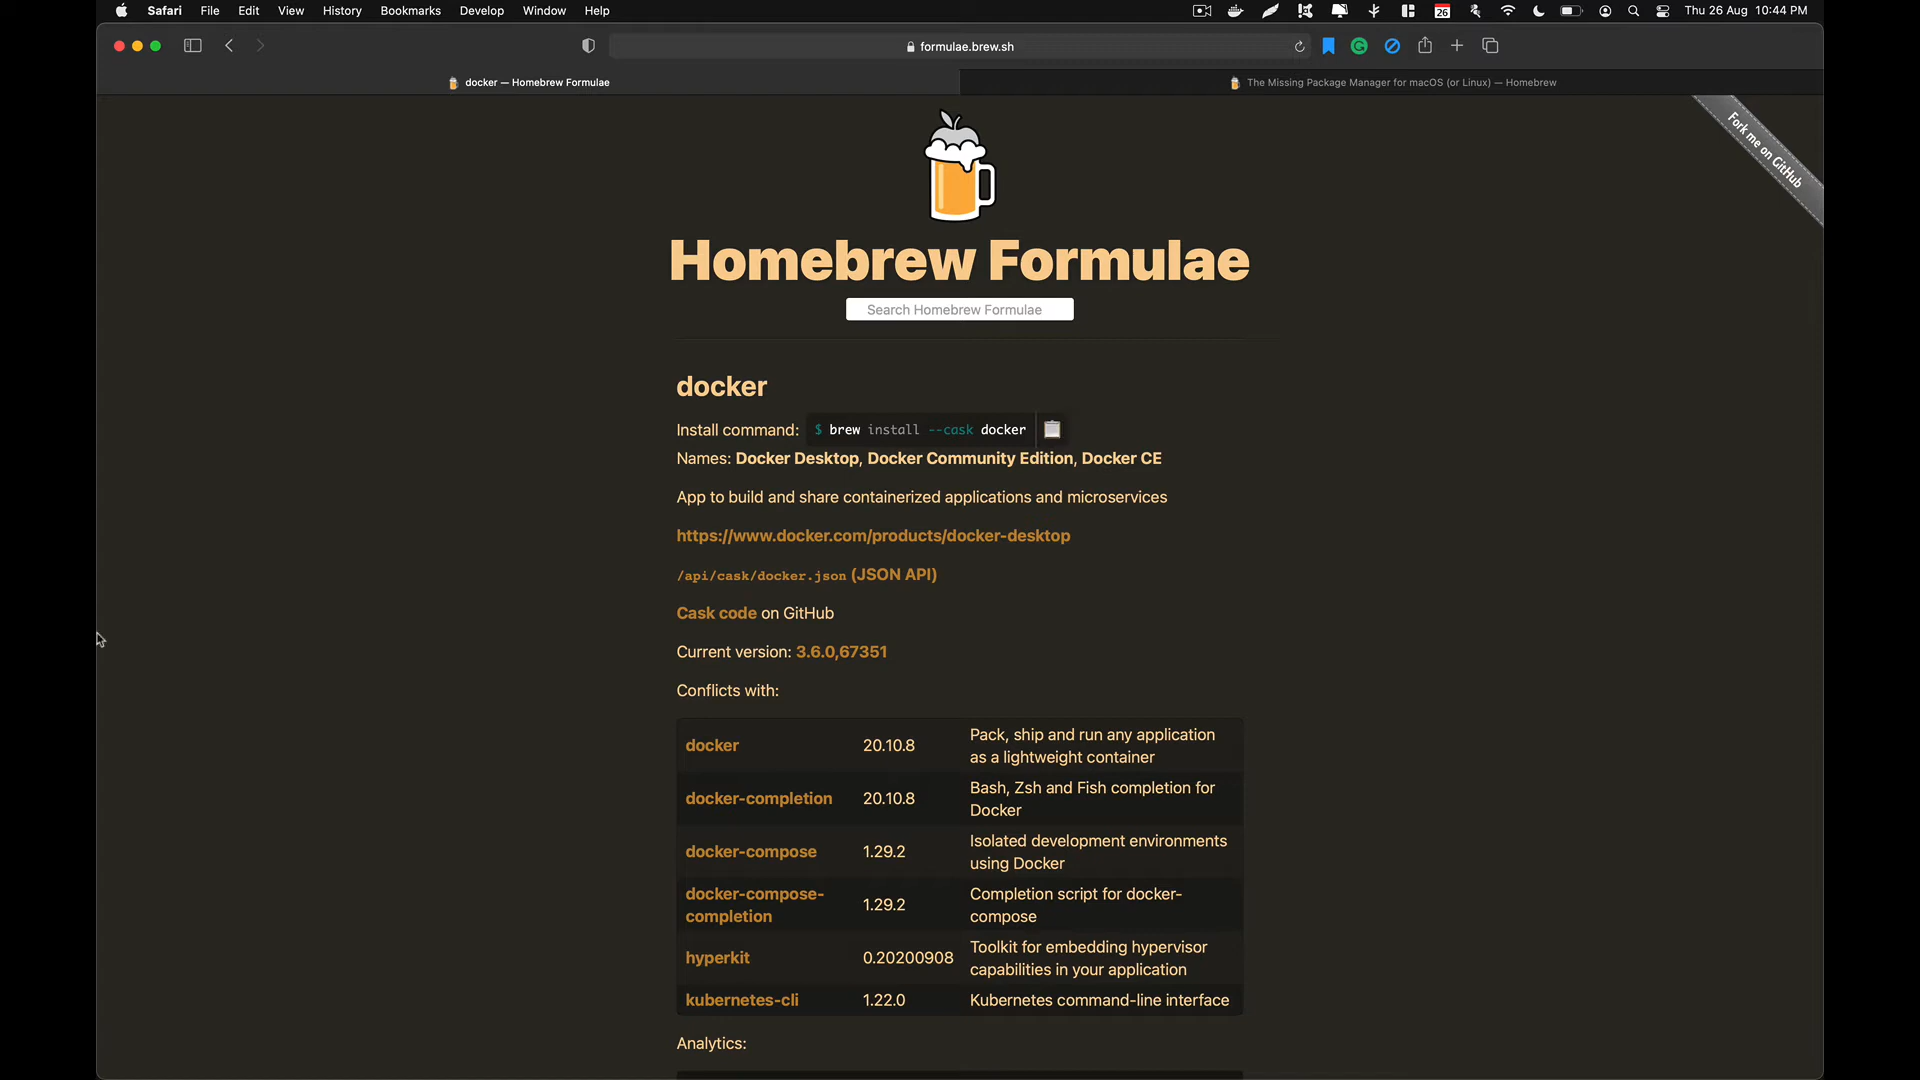 Safari File Edit View History Bookmarks Develop Window Help
26
Thu 26 Aug 10:44 PM
formulae.brew.sh
docker — Homebrew Formulae
The Missing Package Manager for macOS (or Linux) — Homebrew
Fork me on GitHub
Homebrew Formulae
Search Homebrew Formulae
docker
Install command: $ brew install --cask docker
Names: Docker Desktop, Docker Community Edition, Docker CE
App to build and share containerized applications and microservices
https://www.docker.com/products/docker-desktop
/api/cask/docker.json (JSON API)
Cask code on GitHub
Current version: 3.6.0,67351
Conflicts with:
docker 20.10.8 Pack, ship and run any application
as a lightweight container
docker-completion 20.10.8 Bash, Zsh and Fish completion for
Docker
docker-compose 1.29.2 Isolated development environments
using Docker
docker-compose-
completion 1.29.2 Completion script for docker-
compose
hyperkit 0.20200908 Toolkit for embedding hypervisor
capabilities in your application
kubernetes-cli 1.22.0 Kubernetes command-line interface
Analytics: